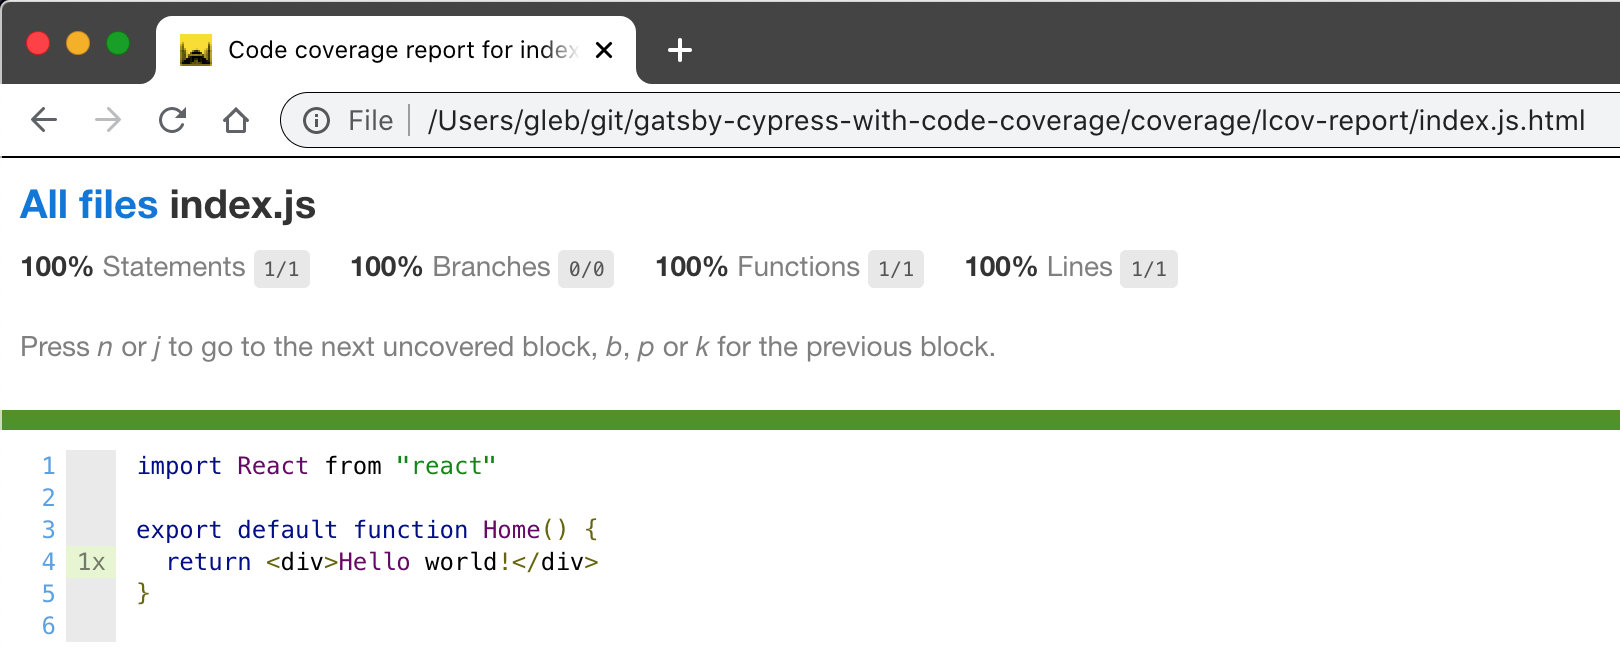 Code coverage report for index
File /Users/gleb/git/gatsby-cypress-with-code-coverage/coverage/lcov-report/index.js.html
All files index.js
100% Statements 1/1 100% Branches 0/0 100% Functions 1/1 100% Lines 1/1
Press n or j to go to the next uncovered block, b, p or k for the previous block.
1 import React from "react"
2
3 export default function Home() {
4 1x return <div>Hello world!</div>
5 }
6